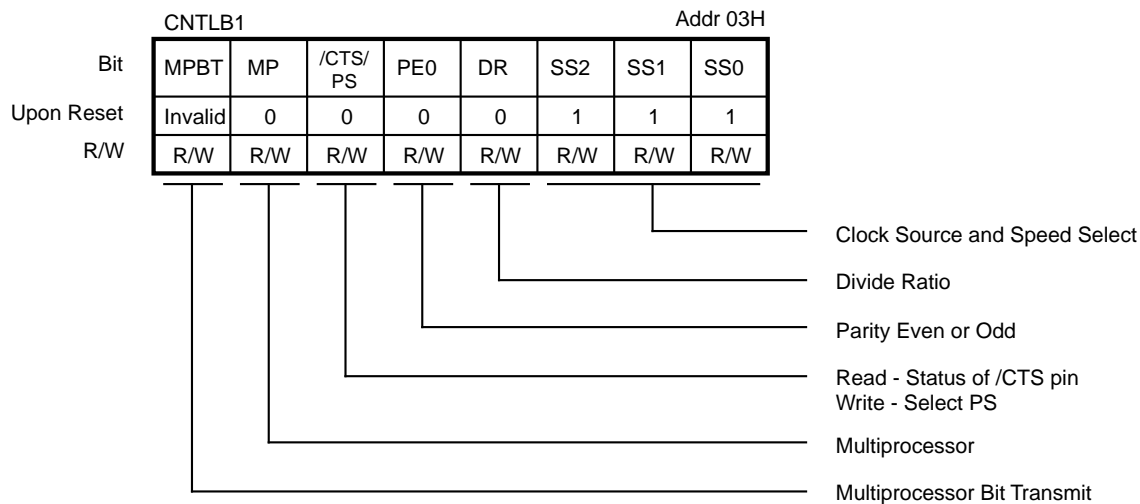 CNTLB1 Addr 03H
Bit MPBT MP /CTS/ PS PE0 DR SS2 SS1 SS0
Upon Reset Invalid 0 0 0 0 1 1 1
R/W R/W R/W R/W R/W R/W R/W R/W R/W
Clock Source and Speed Select
Divide Ratio
Parity Even or Odd
Read - Status of /CTS pin
Write - Select PS
Multiprocessor
Multiprocessor Bit Transmit